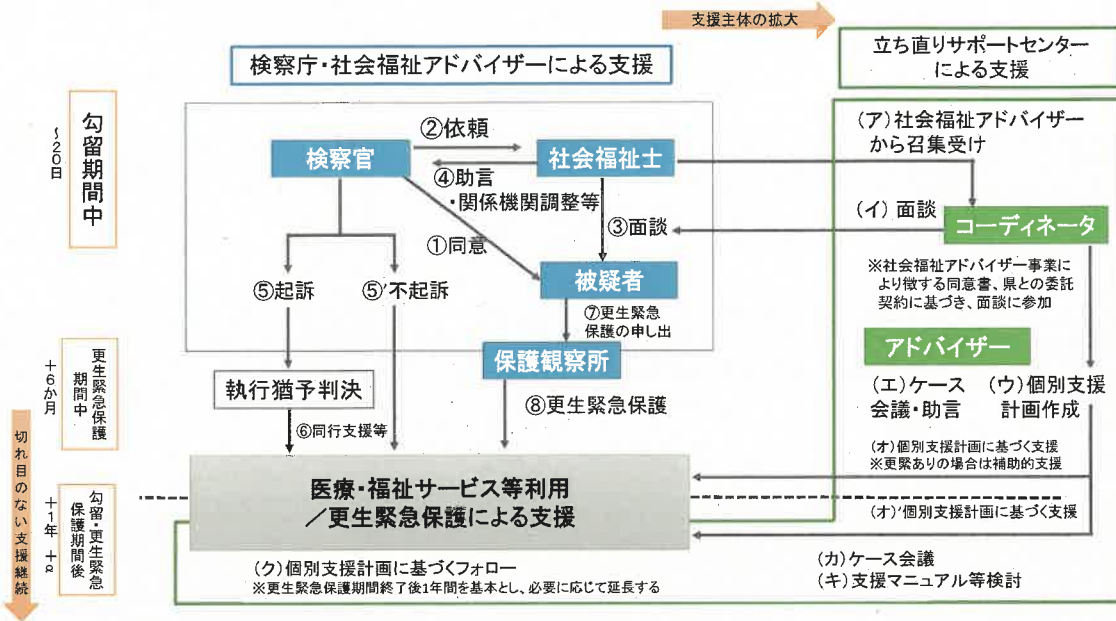 支援主体の拡大
検察庁・社会福祉アドバイザーによる支援
立ち直りサポートセンター
による支援
勾留期間中
~20日
検察官
②依頼
社会福祉士
④助言
・関係機関調整等
①同意
③面談
被疑者
⑤起訴
⑤’不起訴
⑦更生緊急
保護の申し出
保護観察所
(ア)社会福祉アドバイザー
から召集受け
(イ) 面談
コーディネータ
※社会福祉アドバイザー事業に
より徴する同意書、県との委託
契約に基づき、面談に参加
アドバイザー
(エ)ケース
会議・助言
(ウ)個別支援
計画作成
更生緊急保護
期間中
+6か月
執行猶予判決
⑥同行支援等
⑧更生緊急保護
(オ)個別支援計画に基づく支援
※更緊ありの場合は補助的支援
医療・福祉サービス等利用
/更生緊急保護による支援
(オ)’個別支援計画に基づく支援
切れ目のない支援継続
勾留・更生緊急
保護期間後
+1年 +α
(ク)個別支援計画に基づくフォロー
※更生緊急保護期間終了後1年間を基本とし、必要に応じて延長する
(カ)ケース会議
(キ)支援マニュアル等検討